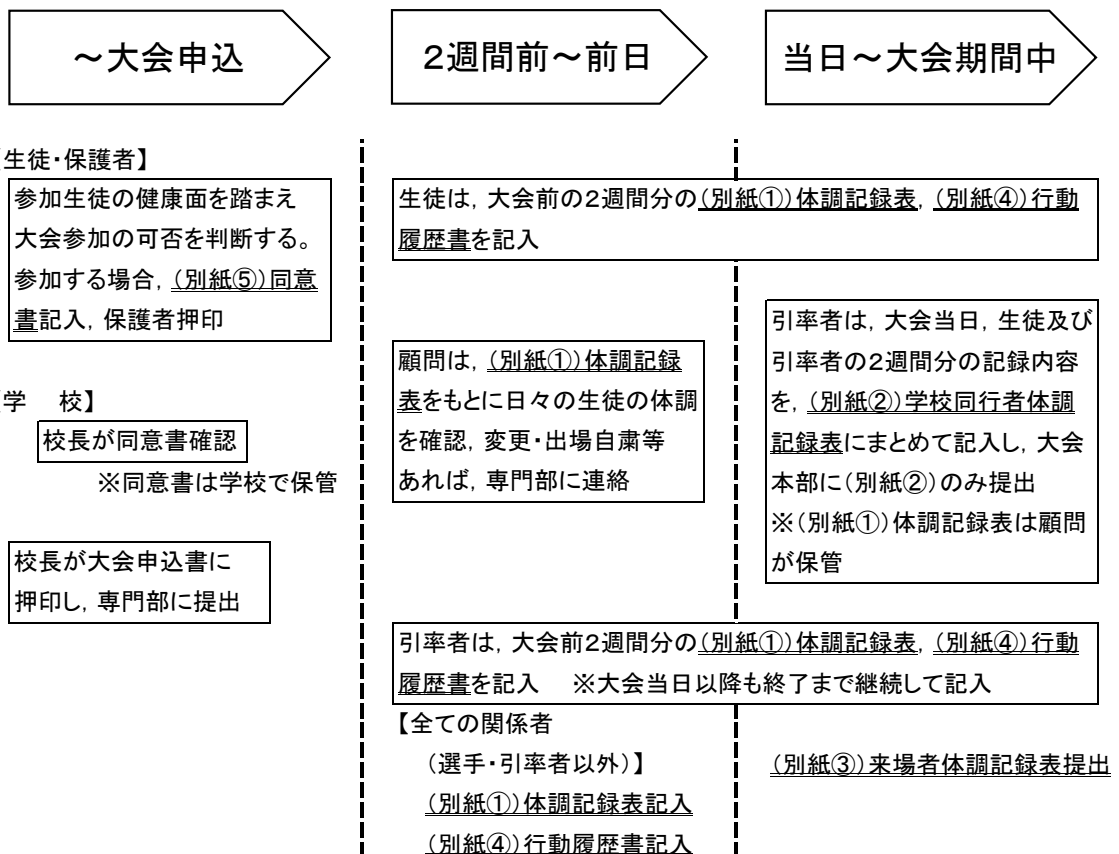 ~大会申込
2週間前~前日
当日~大会期間中
生徒・保護者】
参加生徒の健康面を踏まえ
大会参加の可否を判断する。
参加する場合,(別紙⑤)同意
書記入,保護者押印
学 校】
校長が同意書確認
※同意書は学校で保管
校長が大会申込書に
押印し,専門部に提出
生徒は,大会前の2週間分の(別紙①)体調記録表,(別紙④)行動
履歴書を記入
顧問は,(別紙①)体調記録
表をもとに日々の生徒の体調
を確認,変更・出場自粛等
あれば,専門部に連絡
引率者は,大会当日,生徒及び
引率者の2週間分の記録内容
を,(別紙②)学校同行者体調
記録表にまとめて記入し,大会
本部に(別紙②)のみ提出
※(別紙①)体調記録表は顧問
が保管
引率者は,大会前2週間分の(別紙①)体調記録表,(別紙④)行動
履歴書を記入 ※大会当日以降も終了まで継続して記入
【全ての関係者
(選手・引率者以外)】
(別紙①)体調記録表記入
(別紙④)行動履歴書記入
(別紙③)来場者体調記録表提出